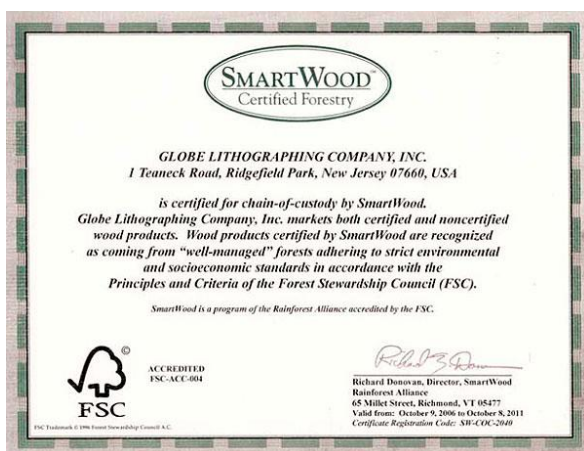 SMARTWOOD™
Certified Forestry
GLOBE LITHOGRAPHING COMPANY, INC.
1 Teaneck Road, Ridgefield Park, New Jersey 07660, USA
is certified for chain-of-custody by SmartWood.
Globe Lithographing Company, Inc. markets both certified and noncertified
wood products. Wood products certified by SmartWood are recognized
as coming from “well-managed” forests adhering to strict environmental
and socioeconomic standards in accordance with the
Principles and Criteria of the Forest Stewardship Council (FSC).
SmartWood is a program of the Rainforest Alliance accredited by the FSC.
©
FSC
ACCREDITED
FSC-ACC-004
FSC Trademark © 1996 Forest Stewardship Council A.C.
Richard Z Donovan
Richard Donovan, Director, SmartWood
Rainforest Alliance
65 Millet Street, Richmond, VT 05477
Valid from: October 9, 2006 to October 8, 2011
Certificate Registration Code: SW-COC-2040